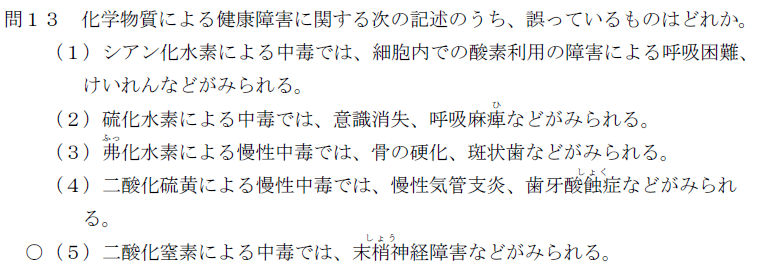 問13　化学物質による健康障害に関する次の記述のうち、誤っているものはどれか。
（1）シアン化水素による中毒では、細胞内での酸素利用の障害による呼吸困難、
けいれんなどがみられる。
ひ
（2）硫化水素による中毒では、意識消失、呼吸麻痺などがみられる。
ふっ
（3）弗化水素による慢性中毒では、骨の硬化、斑状歯などがみられる。
しょく
（4）二酸化硫黄による慢性中毒では、慢性気管支炎、歯牙酸蝕症などがみられ
る。
しょう
○（5）二酸化窒素による中毒では、末梢神経障害などがみられる。